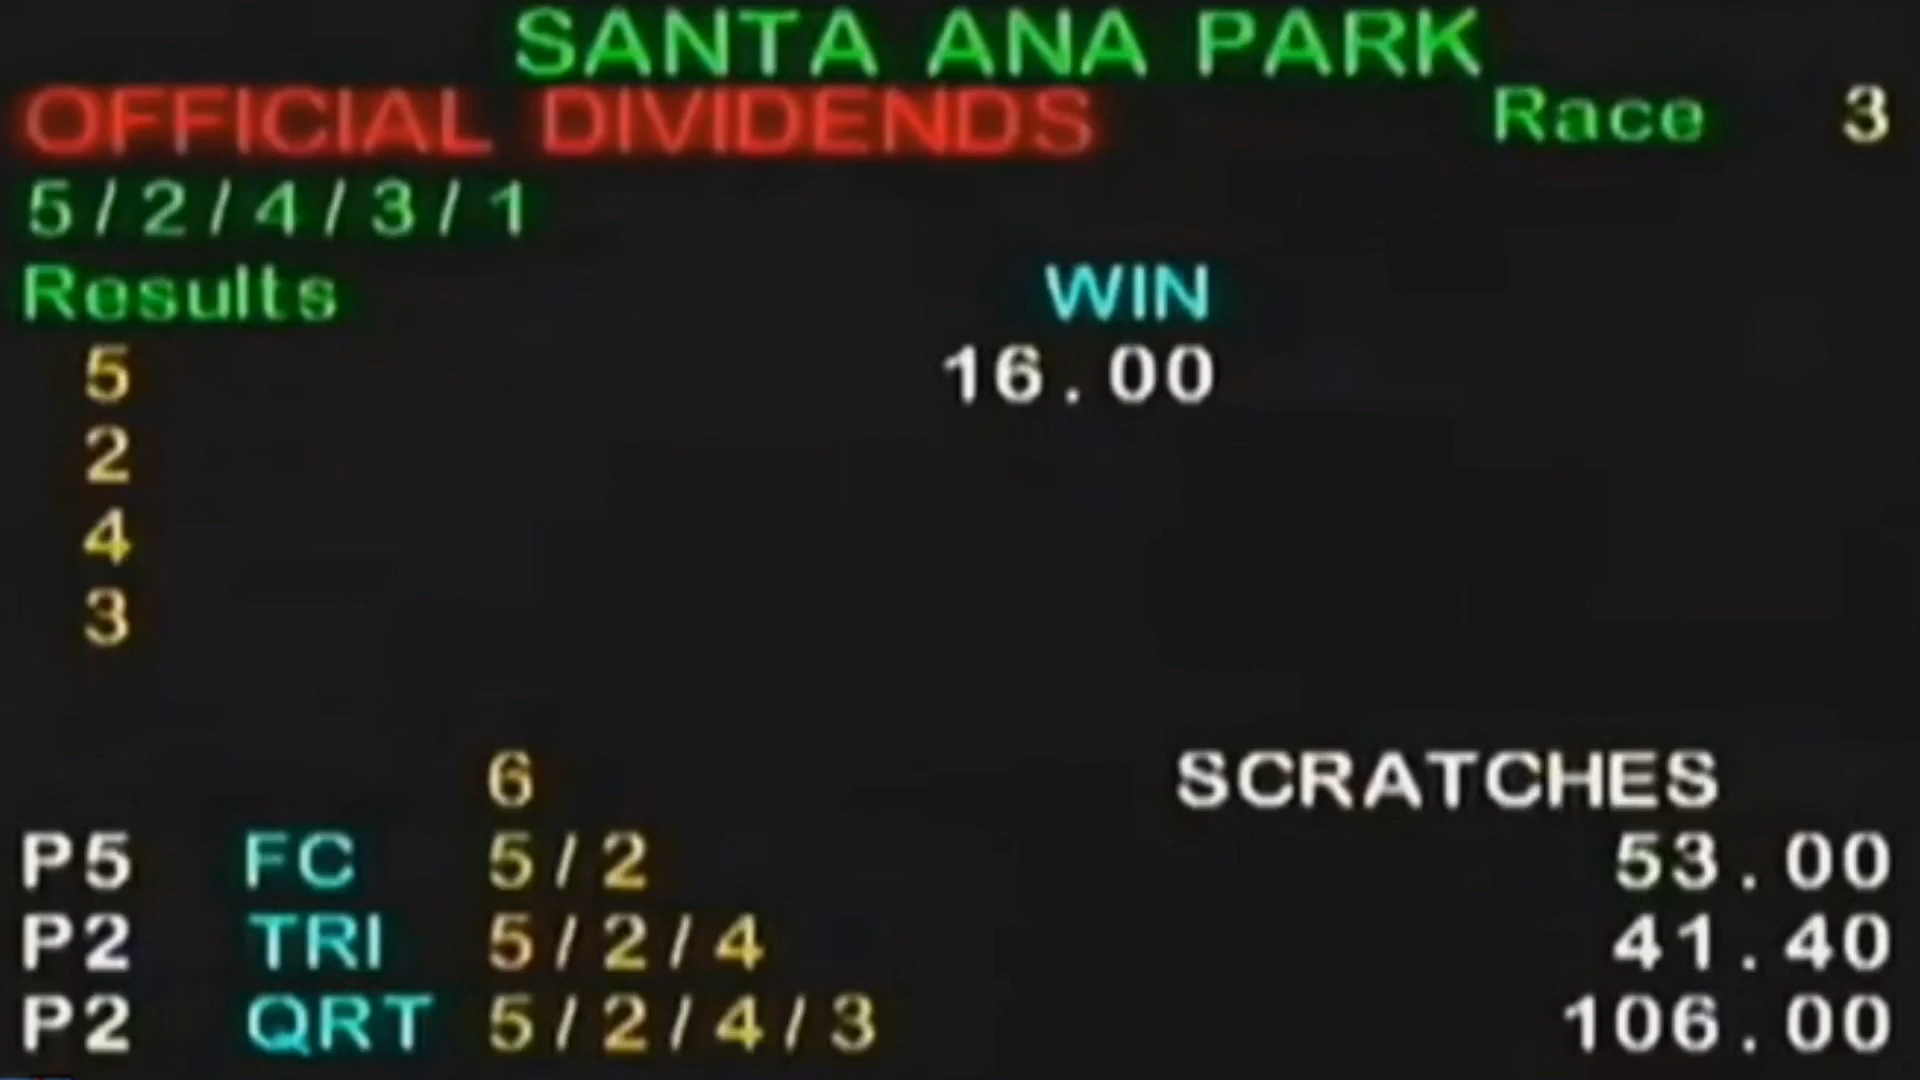 SANTA ANA PARK
OFFICIAL DIVIDENDS Race 3
5/2/4/3/1
Results WIN
5 16.00
2
4
3
6 SCRATCHES
P5 FC 5/2 53.00
P2 TRI 5/2/4 41.40
P2 QRT 5/2/4/3 106.00